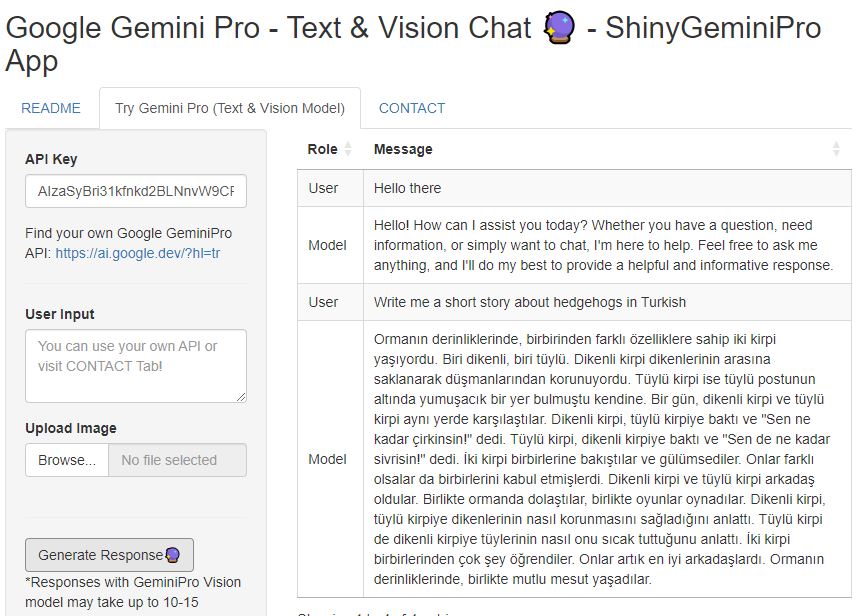 Google Gemini Pro - Text & Vision Chat 🔮 - ShinyGeminiPro
App
README
Try Gemini Pro (Text & Vision Model)
CONTACT
API Key
Find your own Google GeminiPro
API: https://ai.google.dev/?hl=tr
User Input
You can use your own API or
visit CONTACT Tab!
Upload Image
Browse... No file selected
Generate Response🔮
*Responses with GeminiPro Vision
model may take up to 10-15
Role Message
User Hello there
Model
Hello! How can I assist you today? Whether you have a question, need
information, or simply want to chat, I'm here to help. Feel free to ask me
anything, and I'll do my best to provide a helpful and informative response.
User Write me a short story about hedgehogs in Turkish
Model
Ormanın derinliklerinde, birbirinden farklı özelliklere sahip iki kirpi
yaşıyordu. Biri dikenli, biri tüylü. Dikenli kirpi dikenlerinin arasına
saklanarak düşmanlarından korunuyordu. Tüylü kirpi ise tüylü postunun
altında yumuşacık bir yer bulmuştu kendine. Bir gün, dikenli kirpi ve tüylü
kirpi aynı yerde karşılaştılar. Dikenli kirpi, tüylü kirpiye baktı ve "Sen ne
kadar çirkinsin!" dedi. Tüylü kirpi, dikenli kirpiye baktı ve "Sen de ne kadar
sivrisin!" dedi. İki kirpi birbirlerine bakıştılar ve gülümsediler. Onlar farklı
olsalar da birbirlerini kabul etmişlerdi. Dikenli kirpi ve tüylü kirpi arkadaş
oldular. Birlikte ormanda dolaştılar, birlikte oyunlar oynadılar. Dikenli kirpi,
tüylü kirpiye dikenlerinin nasıl korunmasını sağladığını anlattı. Tüylü kirpi
de dikenli kirpiye tüylerinin nasıl onu sıcak tuttuğunu anlattı. İki kirpi
birbirlerinden çok şey öğrendiler. Onlar artık en iyi arkadaşlardı. Ormanın
derinliklerinde, birlikte mutlu mesut yaşadılar.